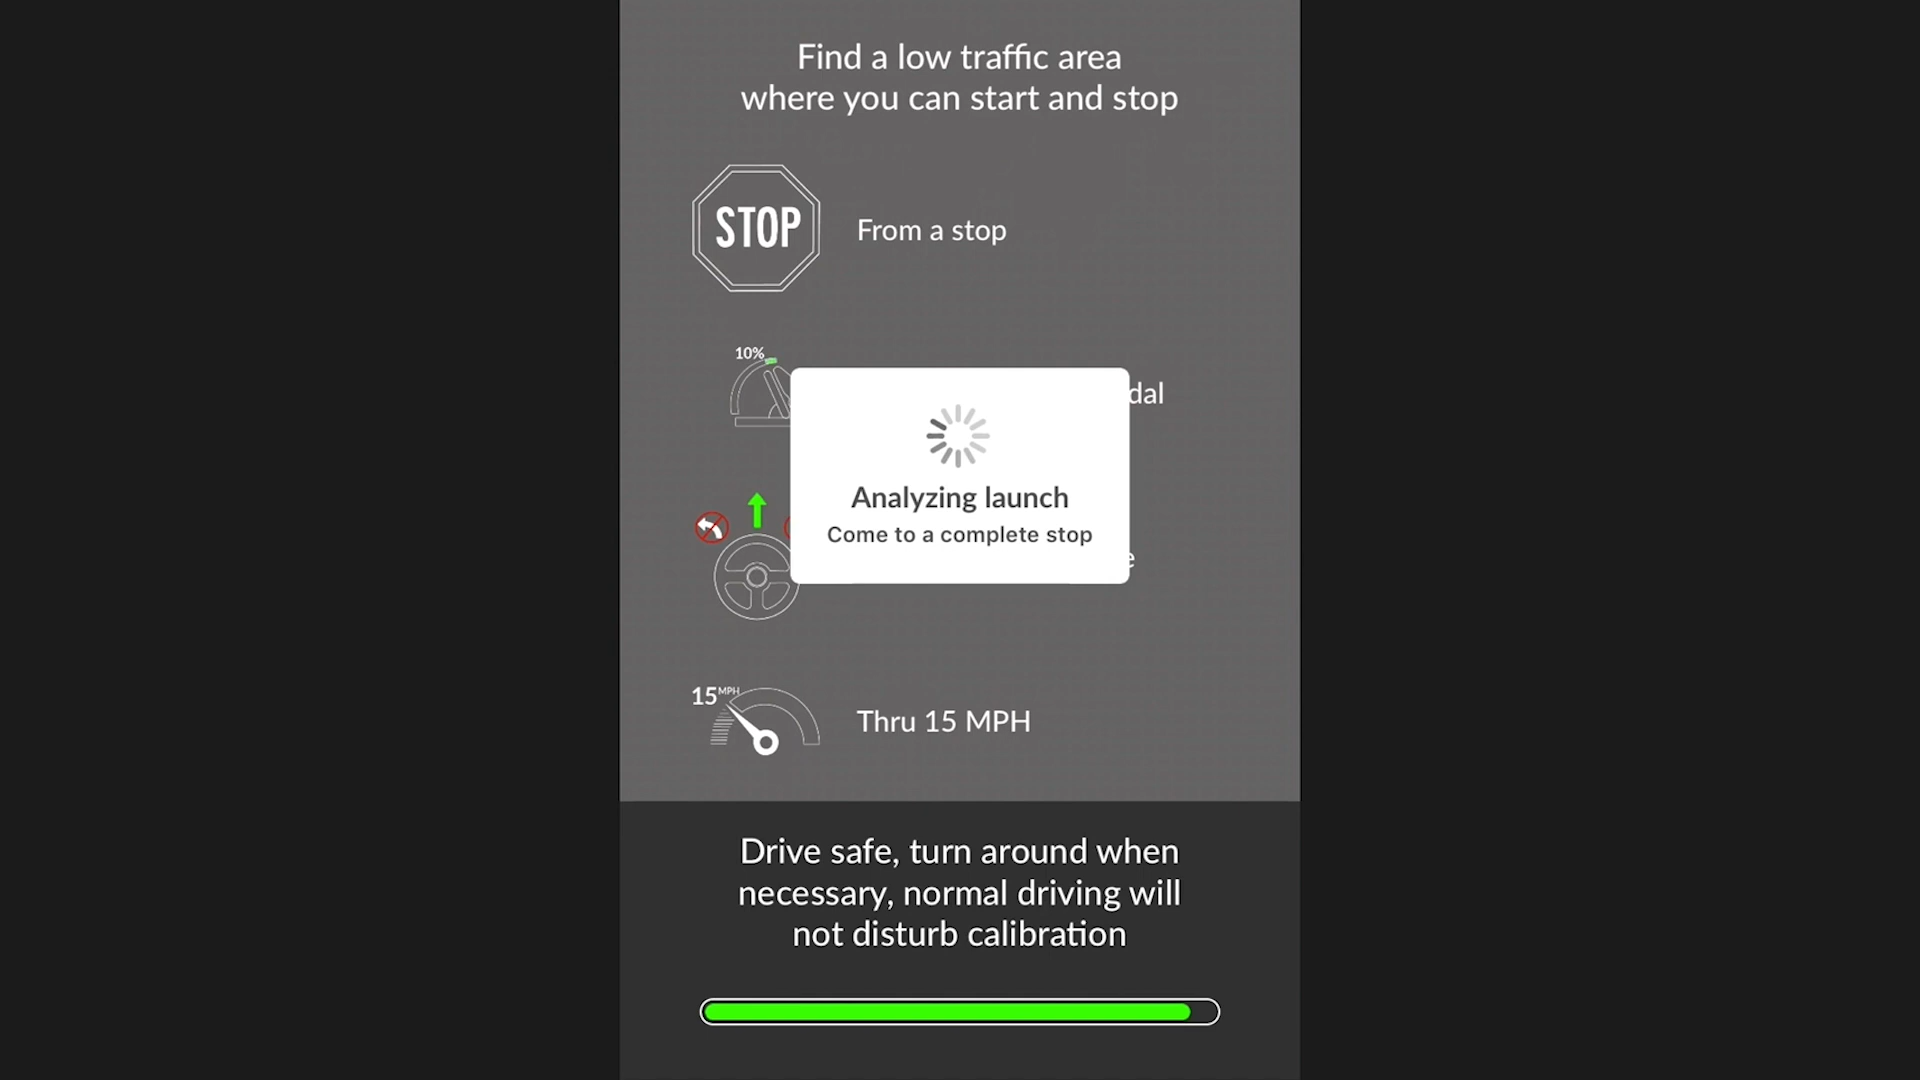 Find a low traffic area
where you can start and stop
STOP
From a stop
10%
Analyzing launch
Come to a complete stop
15 MPH
Thru 15 MPH
Drive safe, turn around when
necessary, normal driving will
not disturb calibration